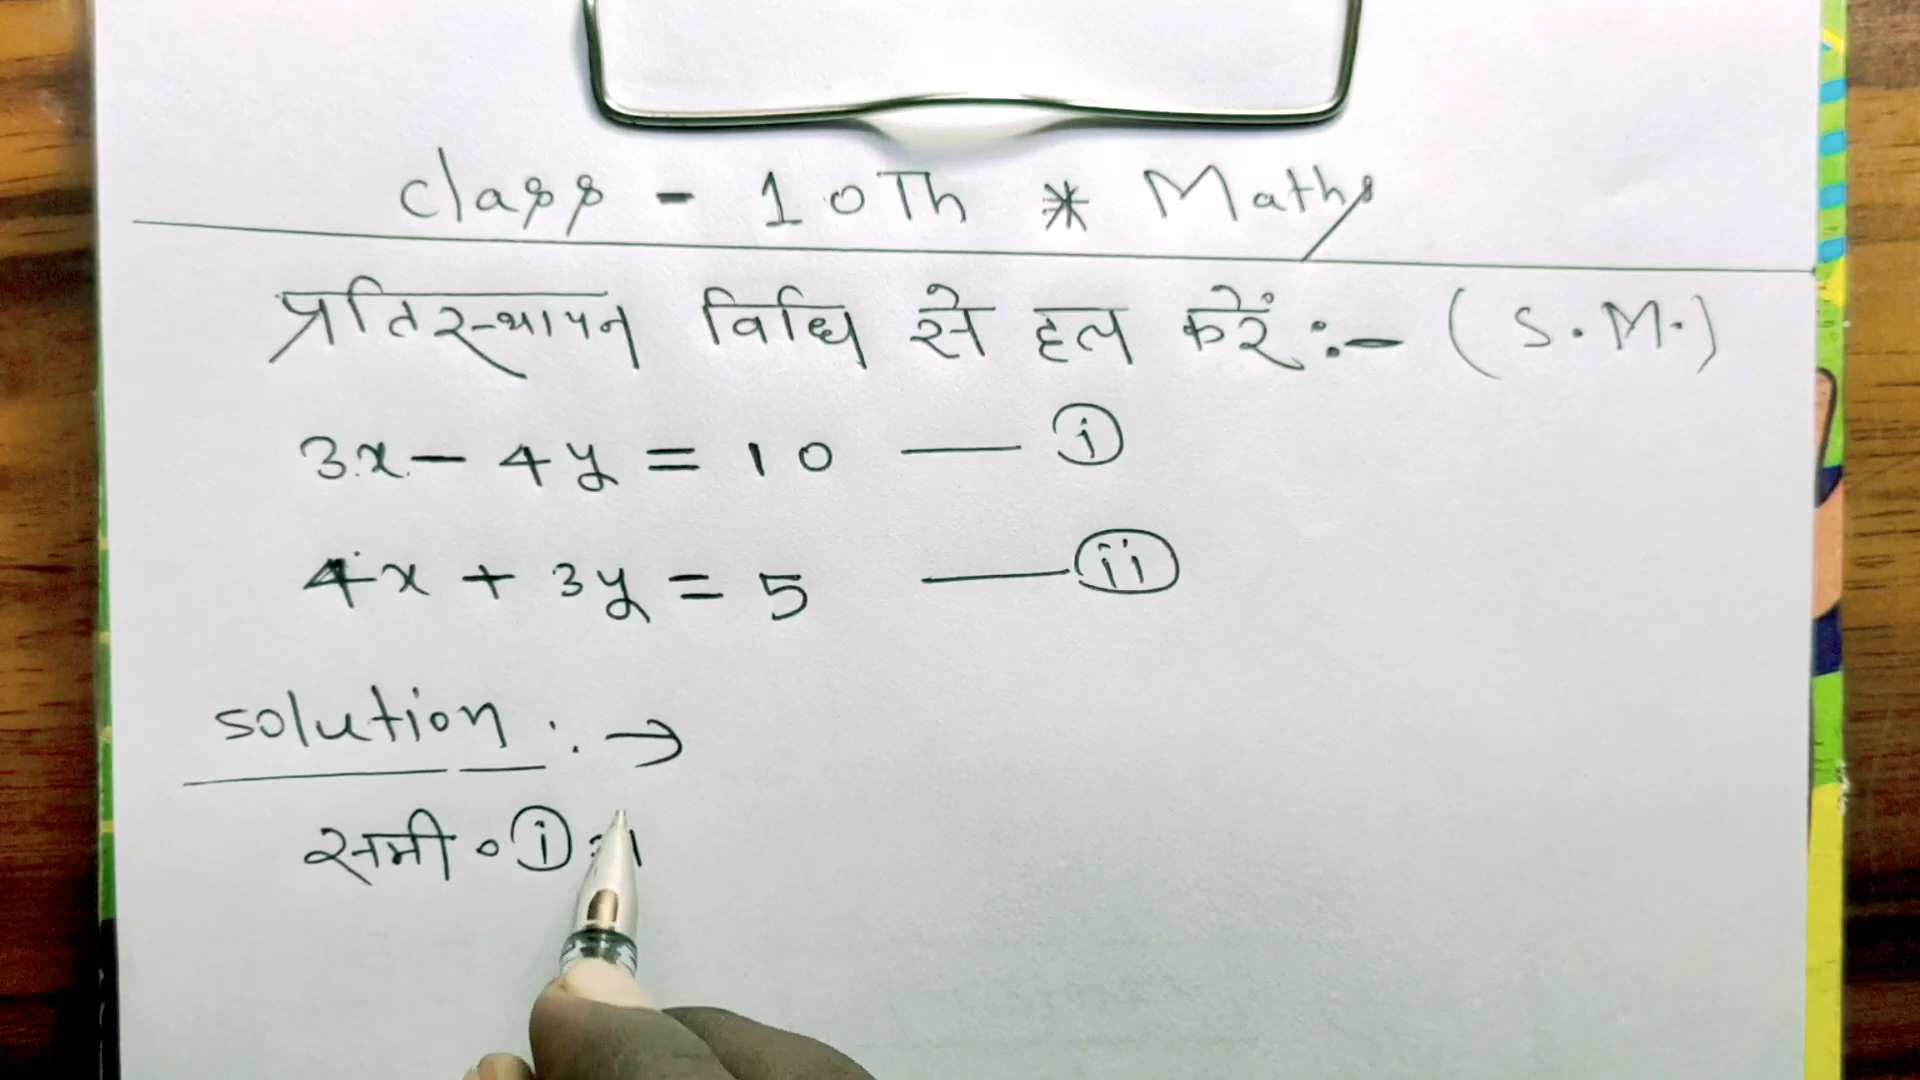 Class - 10Th * Maths
प्रतिस्थापन विधि से हल करें :- (S.M.)
3x - 4y = 10 —— (i)
4x + 3y = 5 —— (ii)
solution :→
समी० (i)